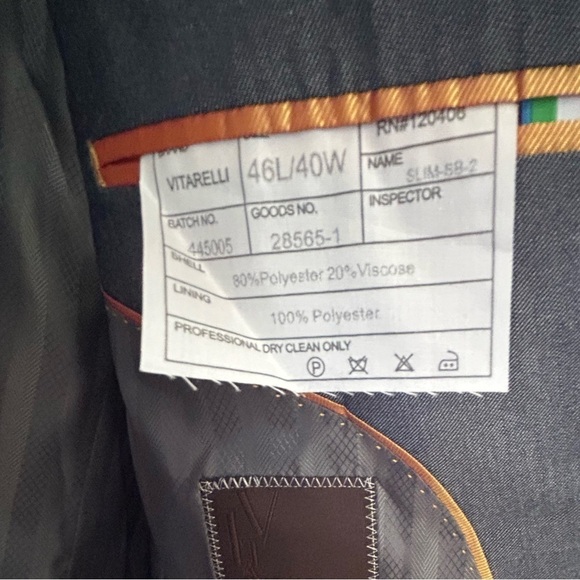 RN#120406
VITARELLI
46L/40W
NAME
SLIM-SB-2
BATCH NO.
445005
GOODS NO.
28565-1
INSPECTOR
SHELL
80%Polyester 20%Viscose
LINING
100% Polyester
PROFESSIONAL DRY CLEAN ONLY
P